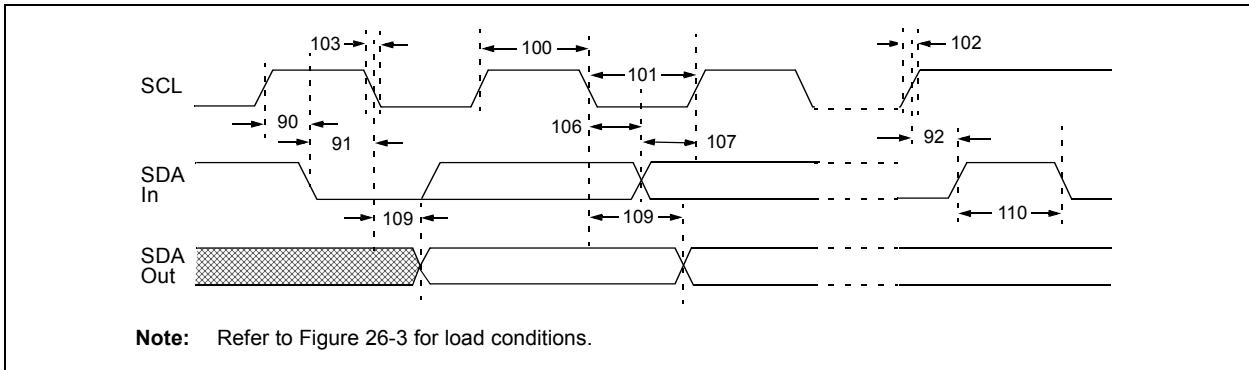 103
100
102
SCL
101
90
106
91
107
92
SDA
In
109
109
110
SDA
Out
Note: Refer to Figure 26-3 for load conditions.